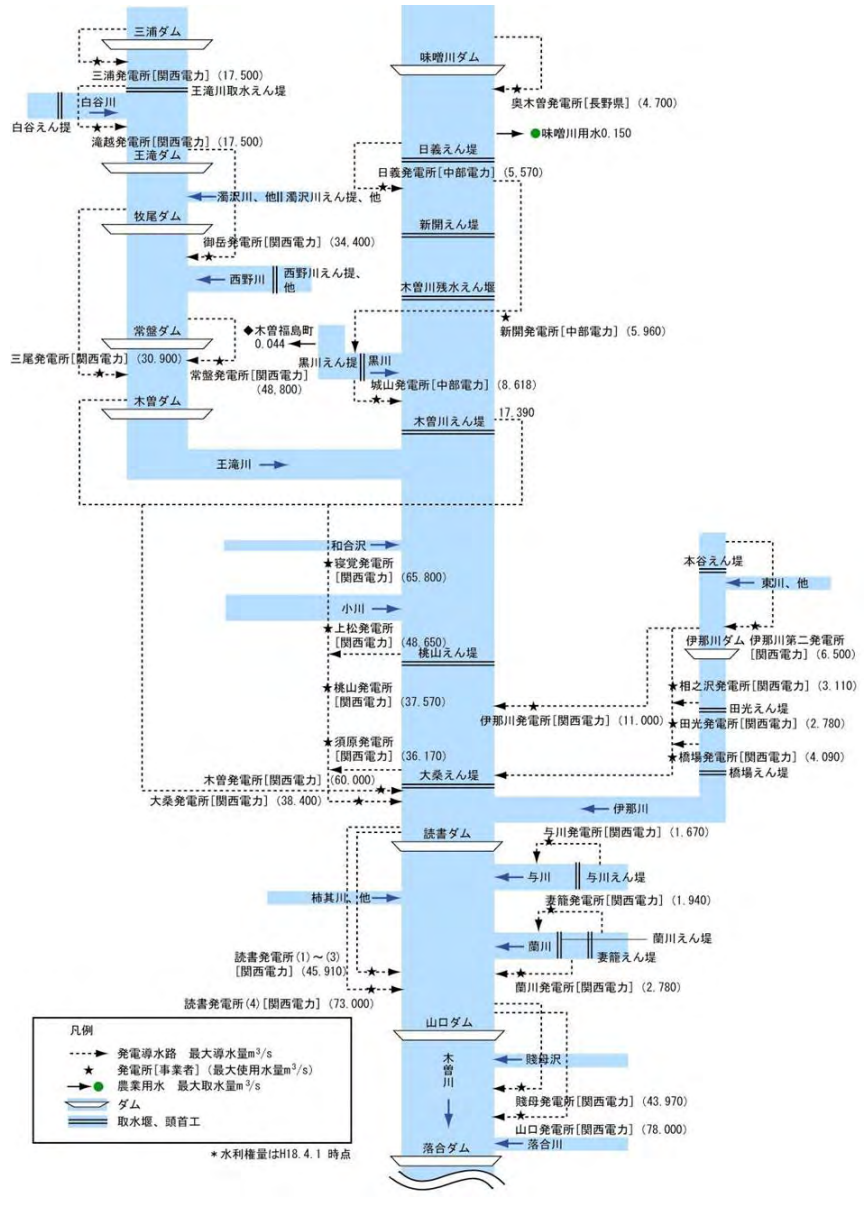 三浦ダム
三浦発電所[関西電力] (17.500)
王滝川取水えん堤
白谷川
白谷えん提
滝越発電所[関西電力] (17.500)
王滝ダム
濁沢川、他
濁沢川えん提、他
牧尾ダム
御岳発電所[関西電力] (34.400)
西野川
西野川えん提、
他
常盤ダム
三尾発電所[関西電力] (30.900)
常盤発電所[関西電力]
(48,800)
木曽ダム
王滝川
味噌川ダム
奥木曽発電所[長野県] (4.700)
味噌川用水0.150
日義えん堤
日義発電所[中部電力] (5,570)
新開えん堤
木曽川残水えん堰
新開発電所[中部電力] (5.960)
◆木曽福島町
0.044
黒川えん提
黒川
城山発電所[中部電力] (8.618)
17.390
木曽川えん堤
和合沢
★寝覚発電所
[関西電力] (65.800)
小川
★上松発電所
[関西電力] (48.650)
桃山えん堤
★桃山発電所
[関西電力] (37.570)
★須原発電所
[関西電力] (36.170)
大桑えん堤
木曽発電所[関西電力] (60.000)
大桑発電所[関西電力] (38.400)
本谷えん堤
東川、他
伊那川ダム
伊那川第二発電所
[関西電力] (6.500)
★相之沢発電所[関西電力] (3.110)
伊那川発電所[関西電力] (11.000)
田光えん堤
★田光発電所[関西電力] (2.780)
★橋場発電所[関西電力] (4.090)
橋場えん堤
伊那川
読書ダム
与川発電所[関西電力] (1.670)
与川
与川えん堤
柿其川、他
妻籠発電所[関西電力] (1.940)
蘭川
蘭川えん堤
妻籠えん堤
読書発電所(1)~(3)
[関西電力] (45.910)
蘭川発電所[関西電力] (2.780)
読書発電所(4)[関西電力] (73.000)
山口ダム
木曽川
賤母沢
賤母発電所[関西電力] (43.970)
山口発電所[関西電力] (78.000)
落合川
落合ダム
凡例
発電導水路 最大導水量m³/s
★ 発電所[事業者] (最大使用水量m³/s)
農業用水 最大取水量m³/s
ダム
取水堰、頭首工
*水利権量はH18.4.1 時点